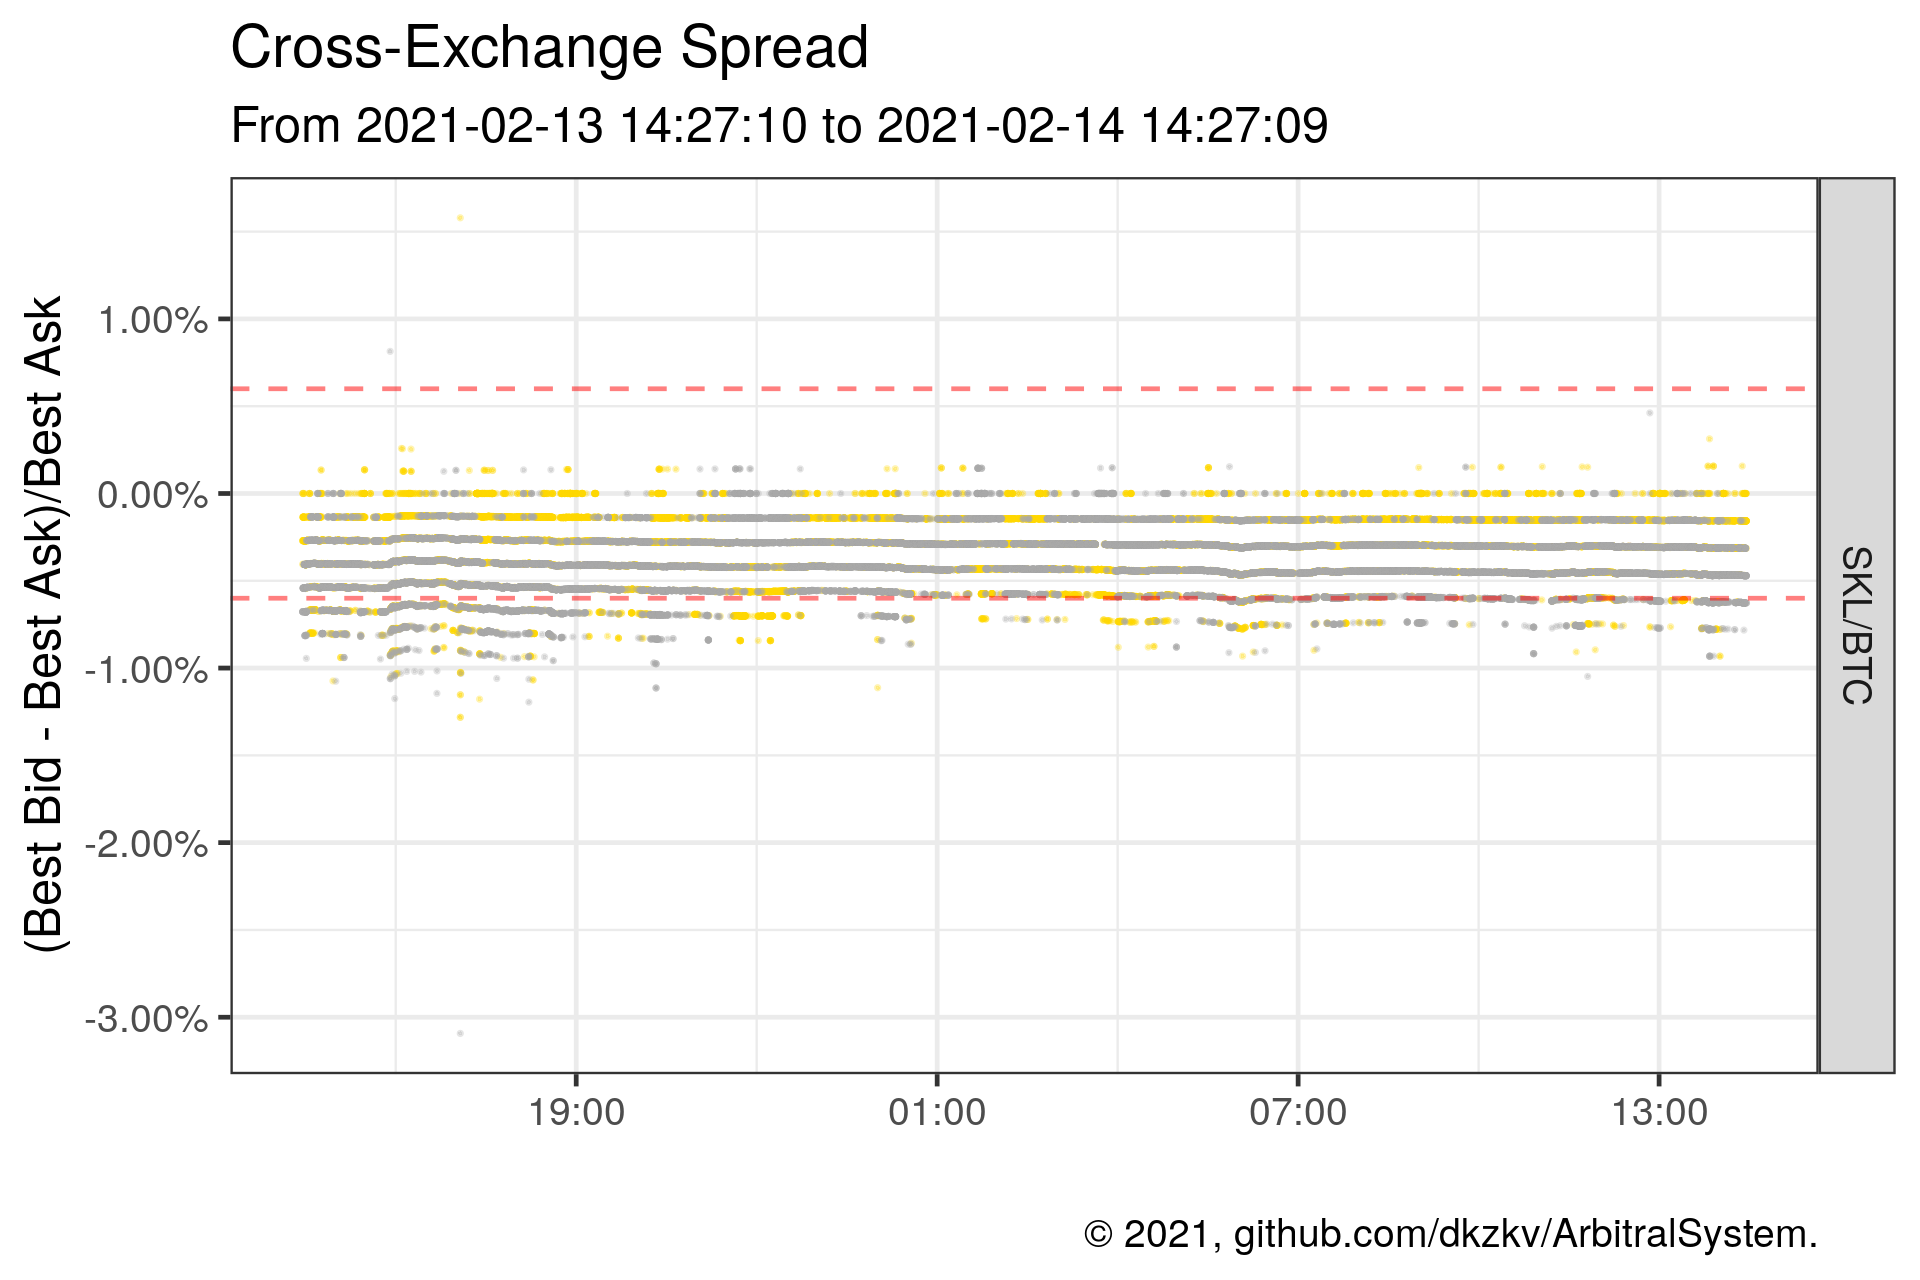 Cross-Exchange Spread
From 2021-02-13 14:27:10 to 2021-02-14 14:27:09
(Best Bid - Best Ask)/Best Ask
1.00%
0.00%
-1.00%
-2.00%
-3.00%
SKL/BTC
19:00
01:00
07:00
13:00
© 2021, github.com/dkzkv/ArbitralSystem.